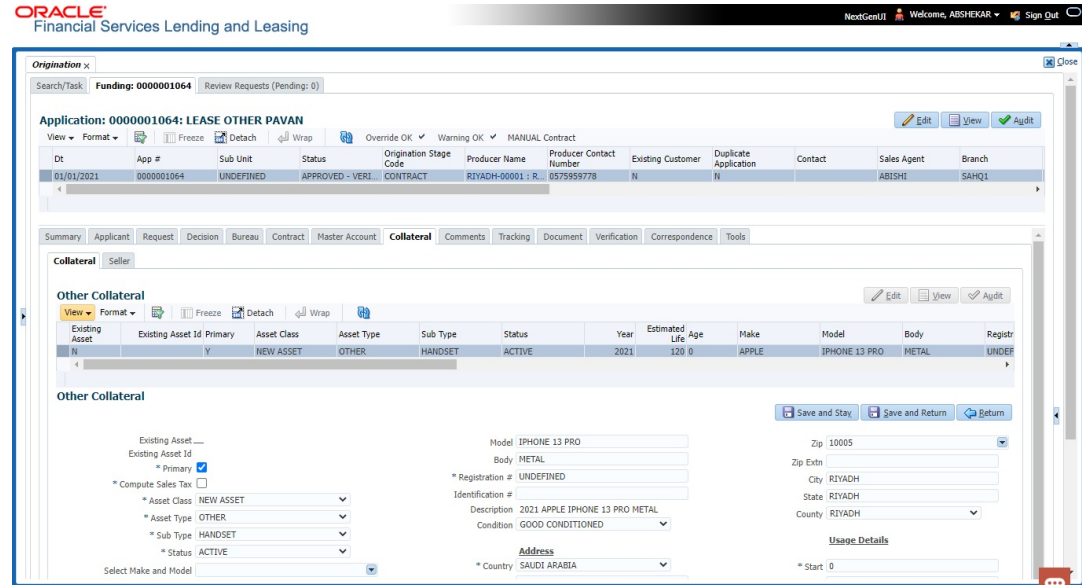 ORACLE
Financial Services Lending and Leasing
NextGenUI Welcome, ABSHEKAR Sign Out
Origination x Close
Search/Task Funding: 0000001064 Review Requests (Pending: 0)
Application: 0000001064: LEASE OTHER PAVAN Edit View Audit
View Format Freeze Detach Wrap Override OK Warning OK MANUAL Contract
Dt App # Sub Unit Status Origination Stage Code Producer Name Producer Contact Number Existing Customer Duplicate Application Contact Sales Agent Branch
01/01/2021 0000001064 UNDEFINED APPROVED - VERI... CONTRACT RIYADH-00001 : R... 0575959778 N N ABISHI SAHQ1
Summary Applicant Request Decision Bureau Contract Master Account Collateral Comments Tracking Document Verification Correspondence Tools
Collateral Seller
Other Collateral Edit View Audit
View Format Freeze Detach Wrap
Existing Asset Existing Asset Id Primary Asset Class Asset Type Sub Type Status Year Estimated Life Age Make Model Body Registr
N Y NEW ASSET OTHER HANDSET ACTIVE 2021 120 0 APPLE IPHONE 13 PRO METAL UNDEF
Other Collateral
Save and Stay Save and Return Return
Existing Asset
Existing Asset Id
* Primary
* Compute Sales Tax
* Asset Class NEW ASSET
* Asset Type OTHER
* Sub Type HANDSET
* Status ACTIVE
Select Make and Model
Model IPHONE 13 PRO
Body METAL
* Registration # UNDEFINED
Identification #
Description 2021 APPLE IPHONE 13 PRO METAL
Condition GOOD CONDITIONED
Address
* Country SAUDI ARABIA
Zip 10005
Zip Extn
City RIYADH
State RIYADH
County RIYADH
Usage Details
* Start 0